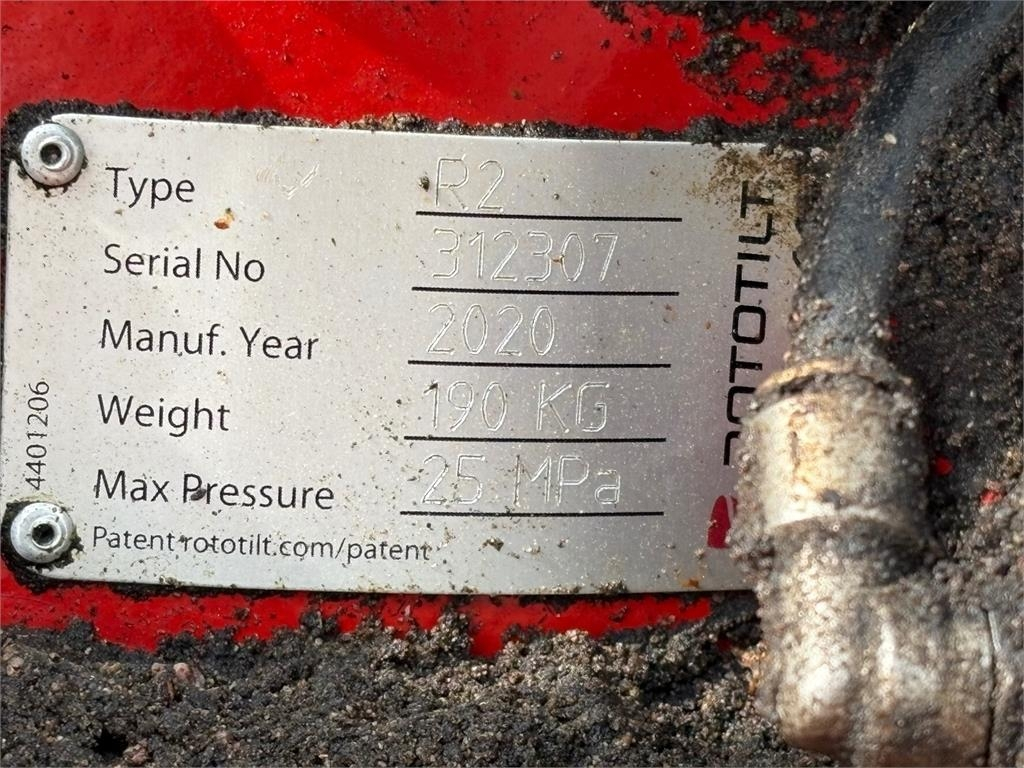 Type R2
Serial No 312307
Manuf. Year 2020
Weight 190 KG
Max Pressure 25 MPa
Patent rototilt.com/patent
4401206
ROTOTILT